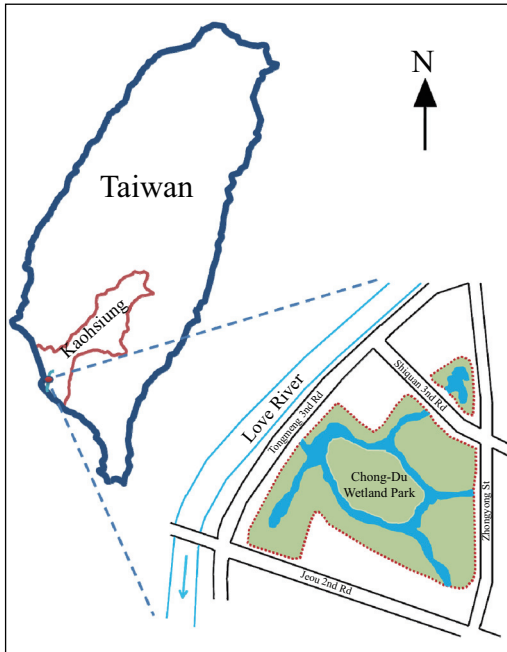 N
Taiwan
Kaohsiung
Love River
Tongmeng 3rd Rd
Shiquan 3rd Rd
Chong-Du
Wetland Park
Zhongyong St
Jeou 2nd Rd